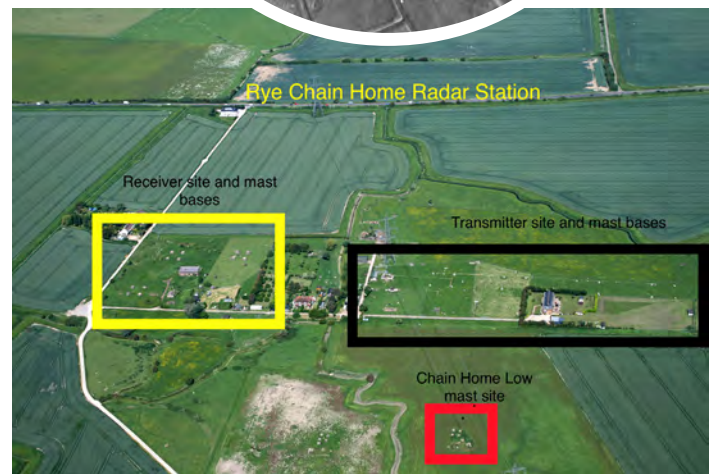 Rye Chain Home Radar Station
Receiver site and mast
bases
Transmitter site and mast bases
Chain Home Low
mast site